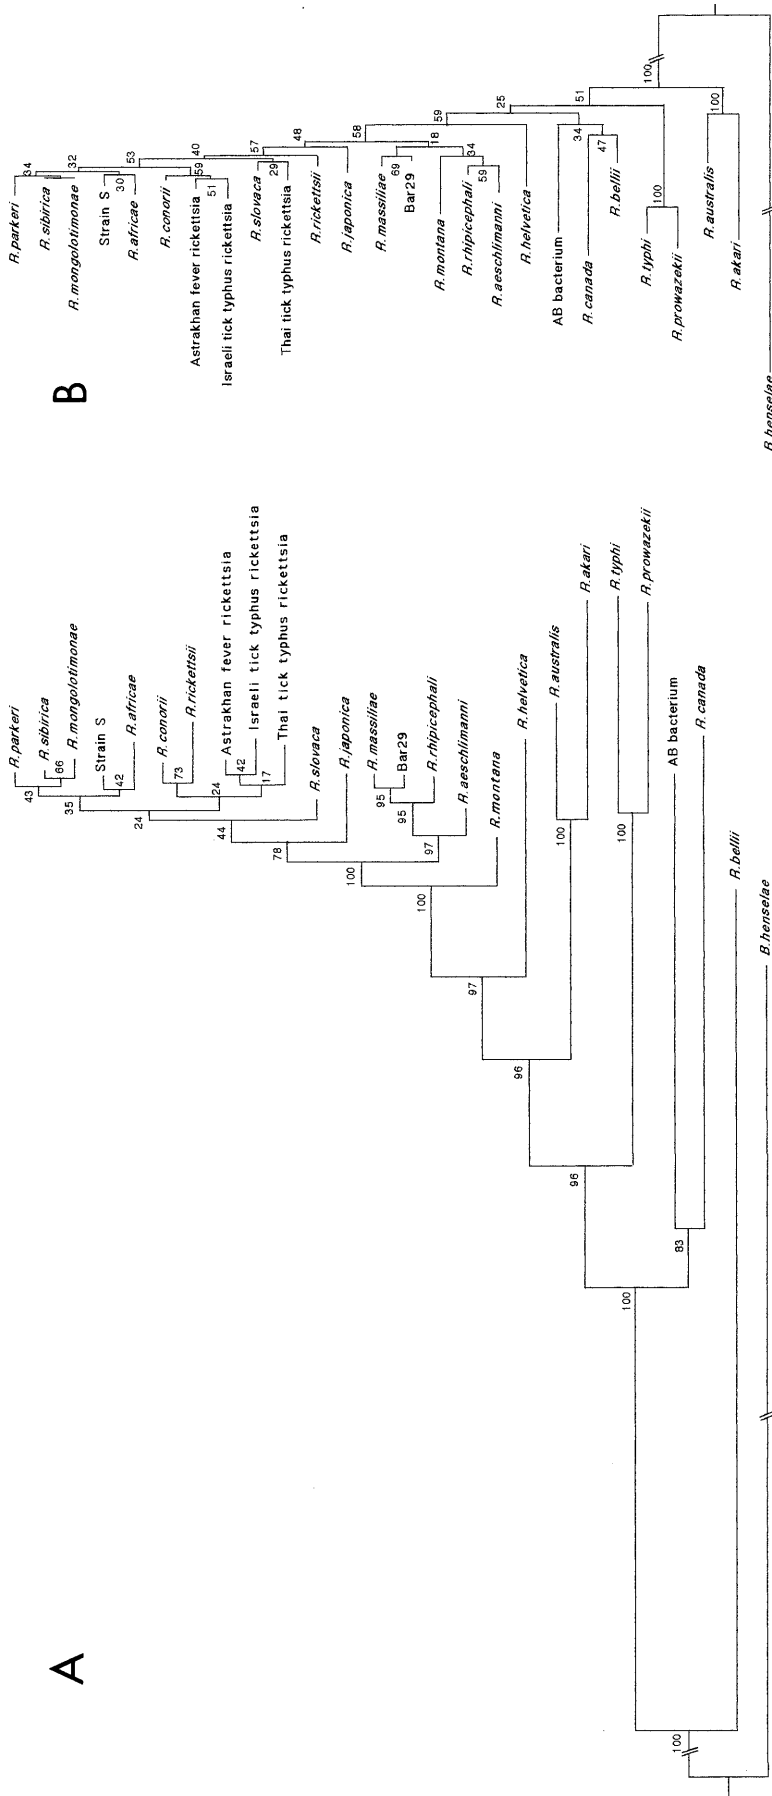 A
R.parkeri
R.sibirica
R.mongolotimonae
Strain S
R.africae
R.conorii
R.rickettsii
Astrakhan fever rickettsia
Israeli tick typhus rickettsia
Thai tick typhus rickettsia
R.slovaca
R.japonica
R.massiliae
Bar29
R.rhipicephali
R.aeschlimanni
R.montana
R.helvetica
R.australis
R.akari
R.typhi
R.prowazekii
AB bacterium
R.canada
R.bellii
B.henselae
43
66
35
42
24
73
24
42
17
44
78
100
95
95
97
100
97
100
96
100
96
83
100
100
B
R.parkeri
R.sibirica
R.mongolotimonae
Strain S
R.africae
R.conorii
Astrakhan fever rickettsia
Israeli tick typhus rickettsia
R.slovaca
Thai tick typhus rickettsia
R.rickettsii
R.japonica
R.massiliae
Bar29
R.montana
R.rhipicephali
R.aeschlimanni
R.helvetica
AB bacterium
R.canada
R.bellii
R.typhi
R.prowazekii
R.australis
R.akari
B.henselae
34
32
30
53
59
51
40
57
29
48
58
69
18
34
59
59
25
34
47
51
100
100
100